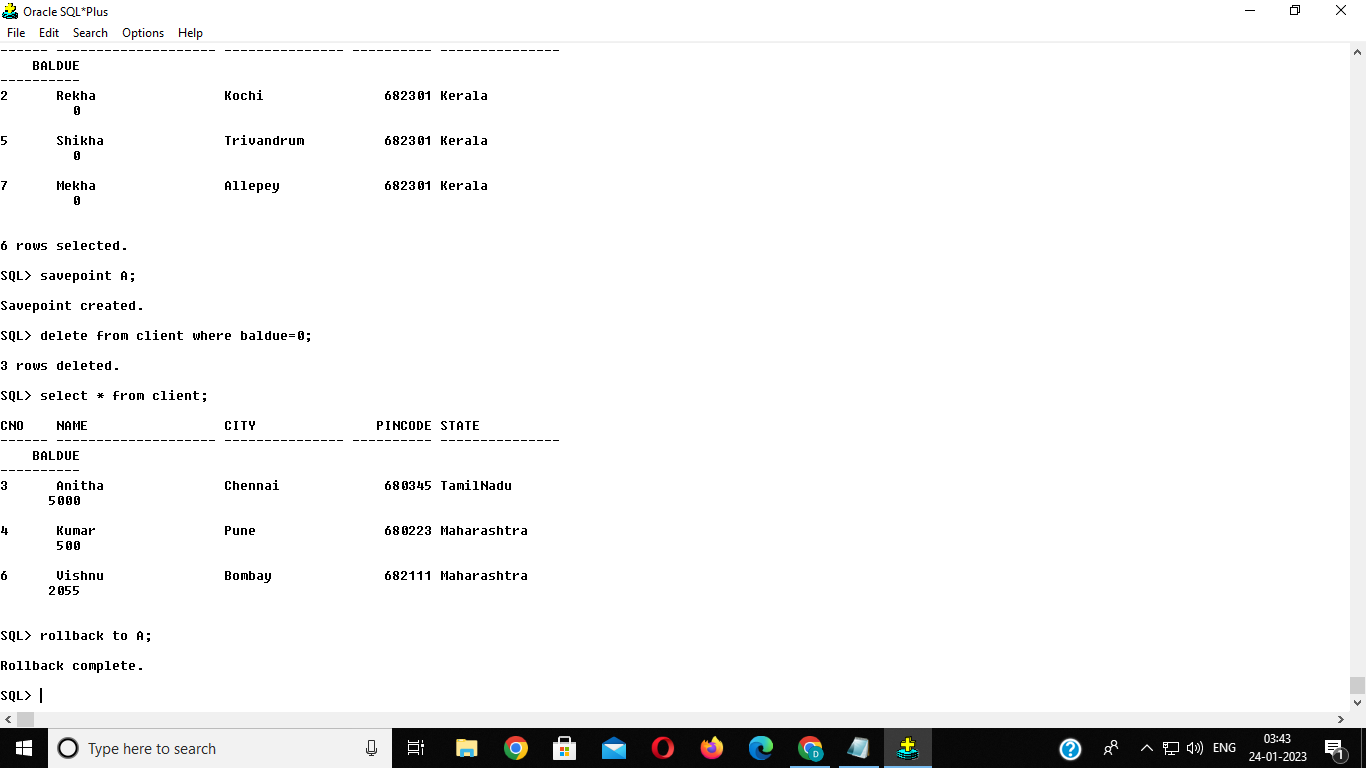 Oracle SQL*Plus
File Edit Search Options Help
------ -------------------- --------------- ---------- ---------------
    BALDUE
----------
2      Rekha                Kochi               682301 Kerala
         0
5      Shikha               Trivandrum          682301 Kerala
         0
7      Mekha                Allepey             682301 Kerala
         0
6 rows selected.
SQL> savepoint A;
Savepoint created.
SQL> delete from client where baldue=0;
3 rows deleted.
SQL> select * from client;
CNO    NAME                 CITY               PINCODE STATE
------ -------------------- --------------- ---------- ---------------
    BALDUE
----------
3      Anitha               Chennai             680345 TamilNadu
      5000
4      Kumar                Pune                680223 Maharashtra
       500
6      Vishnu               Bombay              682111 Maharashtra
      2055
SQL> rollback to A;
Rollback complete.
SQL>
Type here to search
D
ENG
03:43
24-01-2023
1